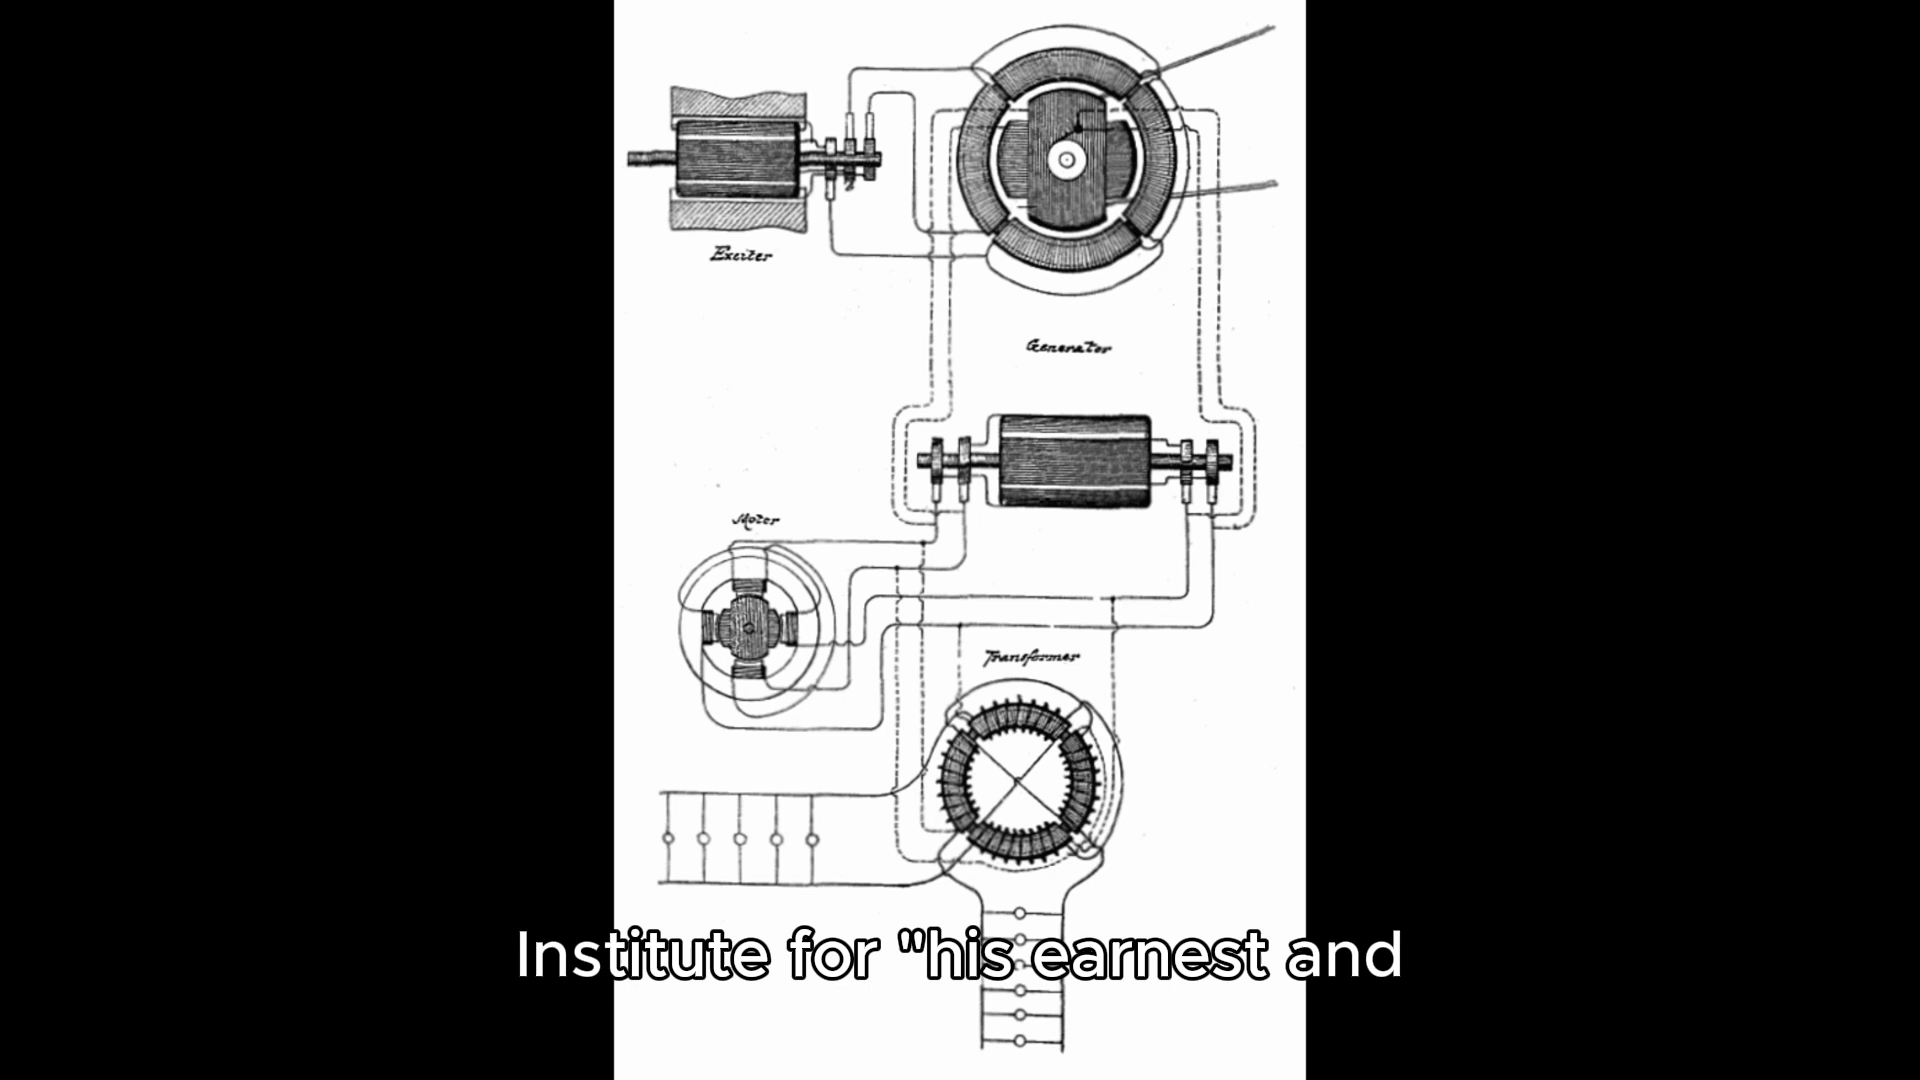 Exciter
Generator
Motor
Transformer
Institute for "his earnest and